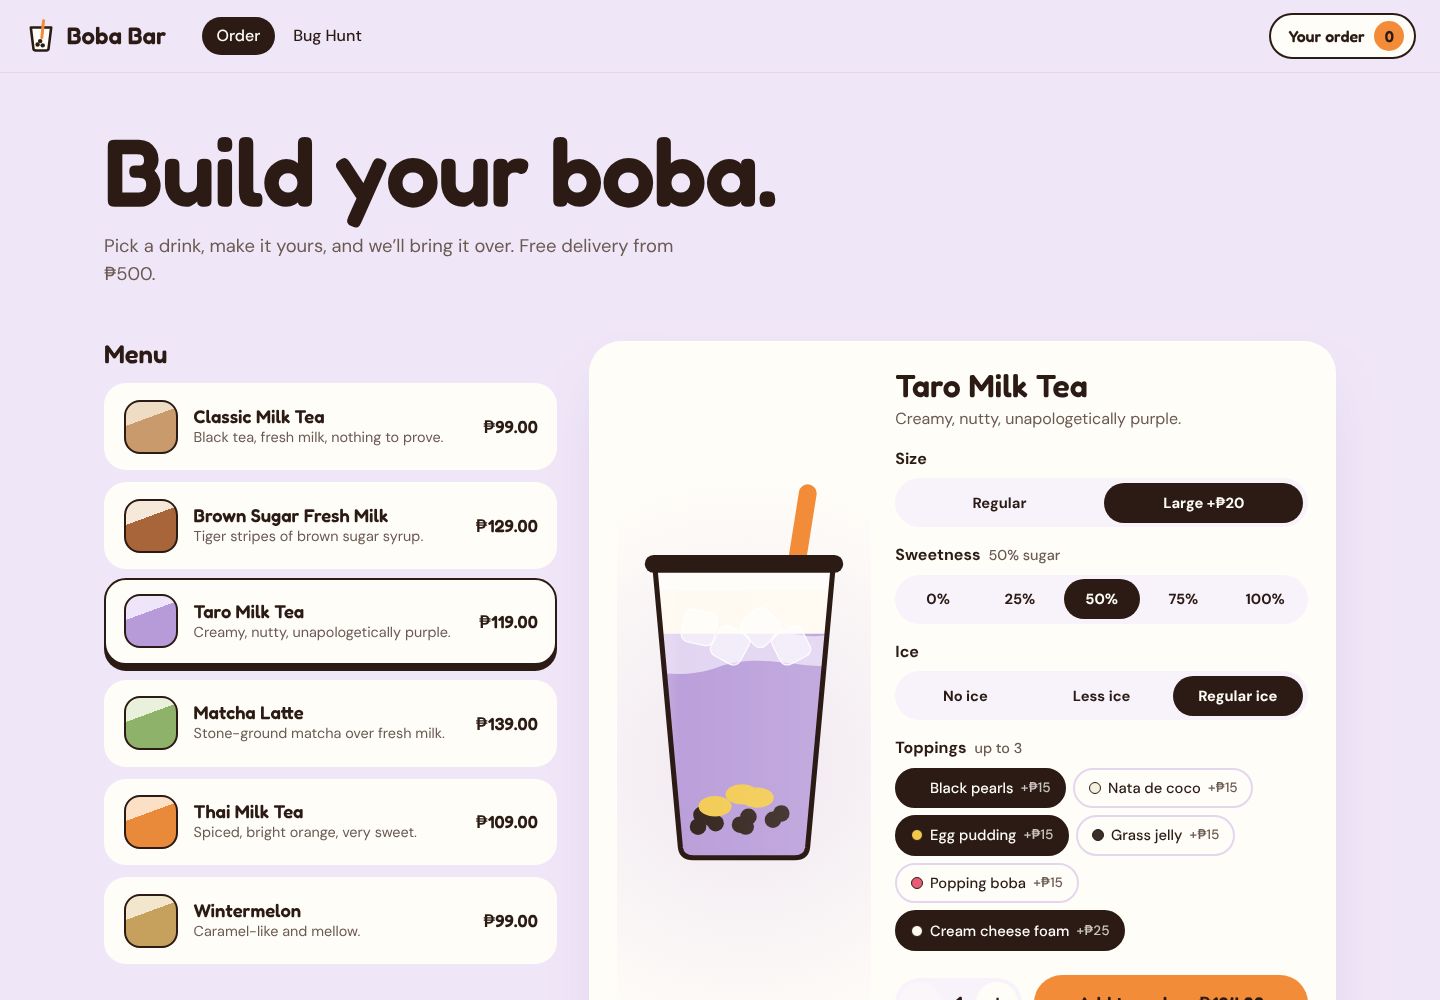 Boba Bar
Order
Bug Hunt
Your order 0
Build your boba.
Pick a drink, make it yours, and we’ll bring it over. Free delivery from
₱500.
Menu
Classic Milk Tea
Black tea, fresh milk, nothing to prove.
₱99.00
Brown Sugar Fresh Milk
Tiger stripes of brown sugar syrup.
₱129.00
Taro Milk Tea
Creamy, nutty, unapologetically purple.
₱119.00
Matcha Latte
Stone-ground matcha over fresh milk.
₱139.00
Thai Milk Tea
Spiced, bright orange, very sweet.
₱109.00
Wintermelon
Caramel-like and mellow.
₱99.00
Taro Milk Tea
Creamy, nutty, unapologetically purple.
Size
Regular
Large +₱20
Sweetness 50% sugar
0% 25% 50% 75% 100%
Ice
No ice
Less ice
Regular ice
Toppings up to 3
Black pearls +₱15
Nata de coco +₱15
Egg pudding +₱15
Grass jelly +₱15
Popping boba +₱15
Cream cheese foam +₱25